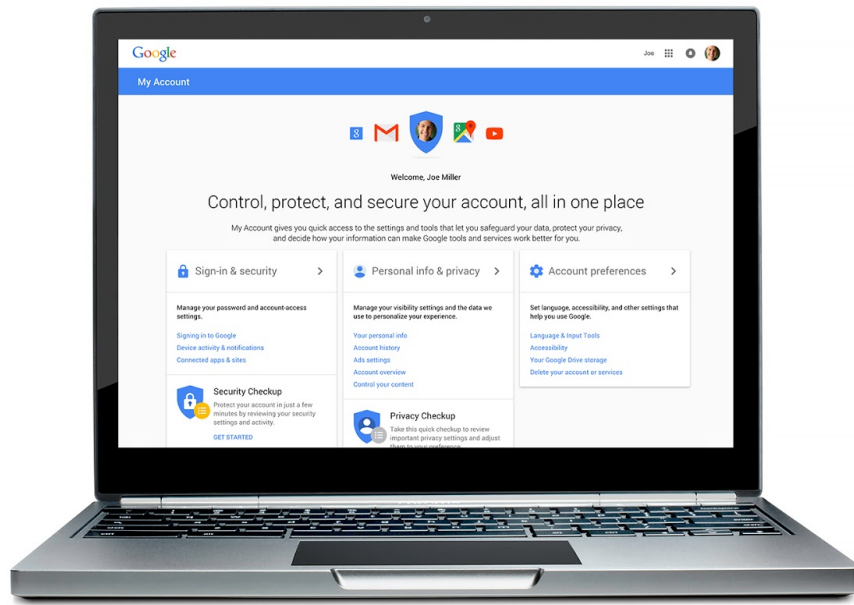 Google
Joe
My Account
Welcome, Joe Miller
Control, protect, and secure your account, all in one place
My Account gives you quick access to the settings and tools that let you safeguard your data, protect your privacy,
and decide how your information can make Google tools and services work better for you.
Sign-in & security
Manage your password and account-access
settings.
Signing in to Google
Device activity & notifications
Connected apps & sites
Security Checkup
Protect your account in just a few
minutes by reviewing your security
settings and activity.
GET STARTED
Personal info & privacy
Manage your visibility settings and the data we
use to personalize your experience.
Your personal info
Account history
Ads settings
Account overview
Control your content
Privacy Checkup
Take this quick checkup to review
important privacy settings and adjust
them to your preference.
Account preferences
Set language, accessibility, and other settings that
help you use Google.
Language & Input Tools
Accessibility
Your Google Drive storage
Delete your account or services